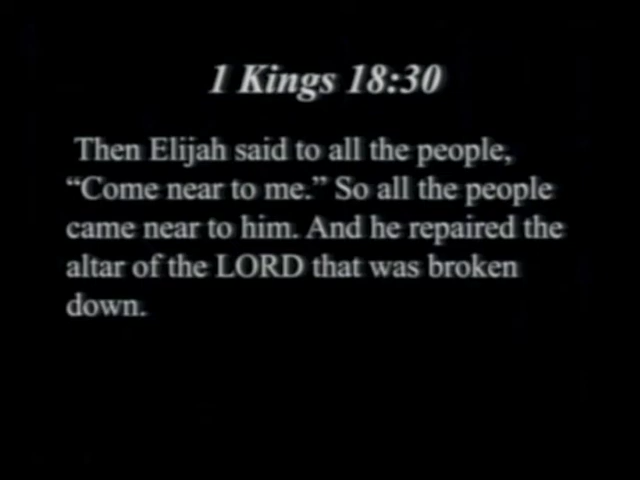 1 Kings 18:30
Then Elijah said to all the people,
“Come near to me.” So all the people
came near to him. And he repaired the
altar of the LORD that was broken
down.